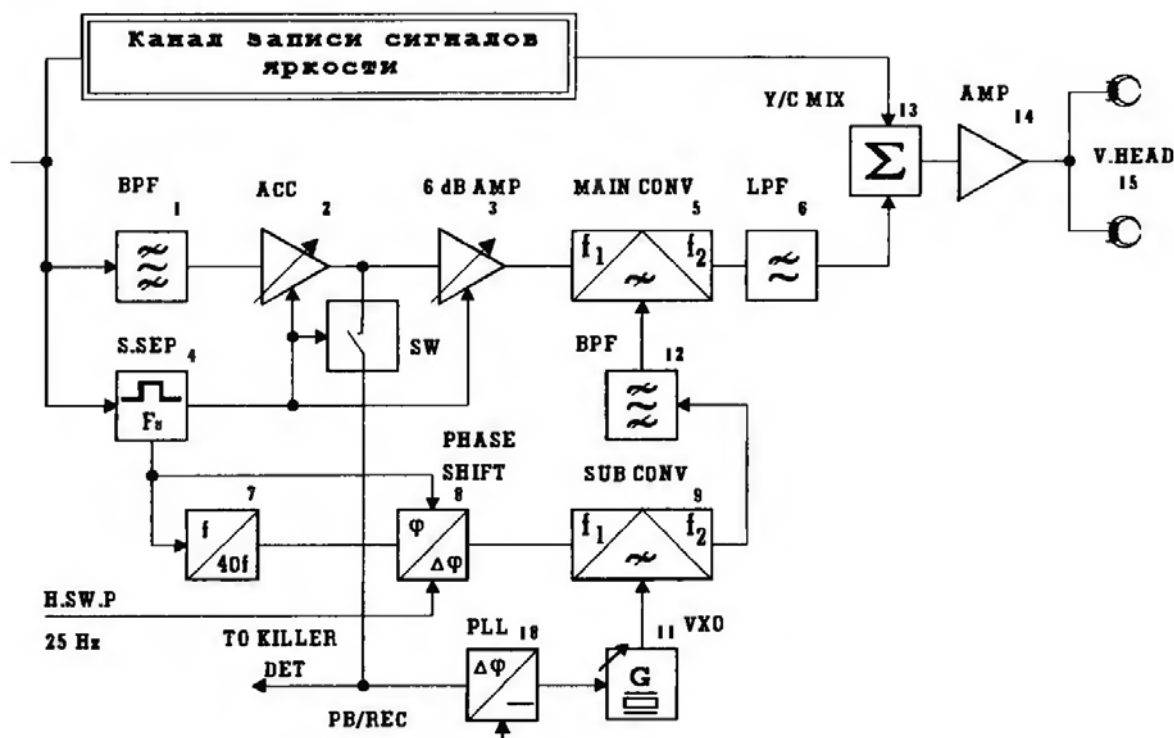 Канал записи сигналов
яркости
Y/C MIX
13
AMP
14
V.HEAD
15
Σ
BPF
1
ACC
2
6 dB AMP
3
MAIN CONV
5
LPF
6
f1
f2
S.SEP
4
SW
BPF
12
PHASE
SHIFT
8
SUB CONV
9
7
f
40f
φ
Δφ
f1
f2
H.SW.P
25 Hz
TO KILLER
DET
PB/REC
PLL
18
Δφ
11
VXO
G